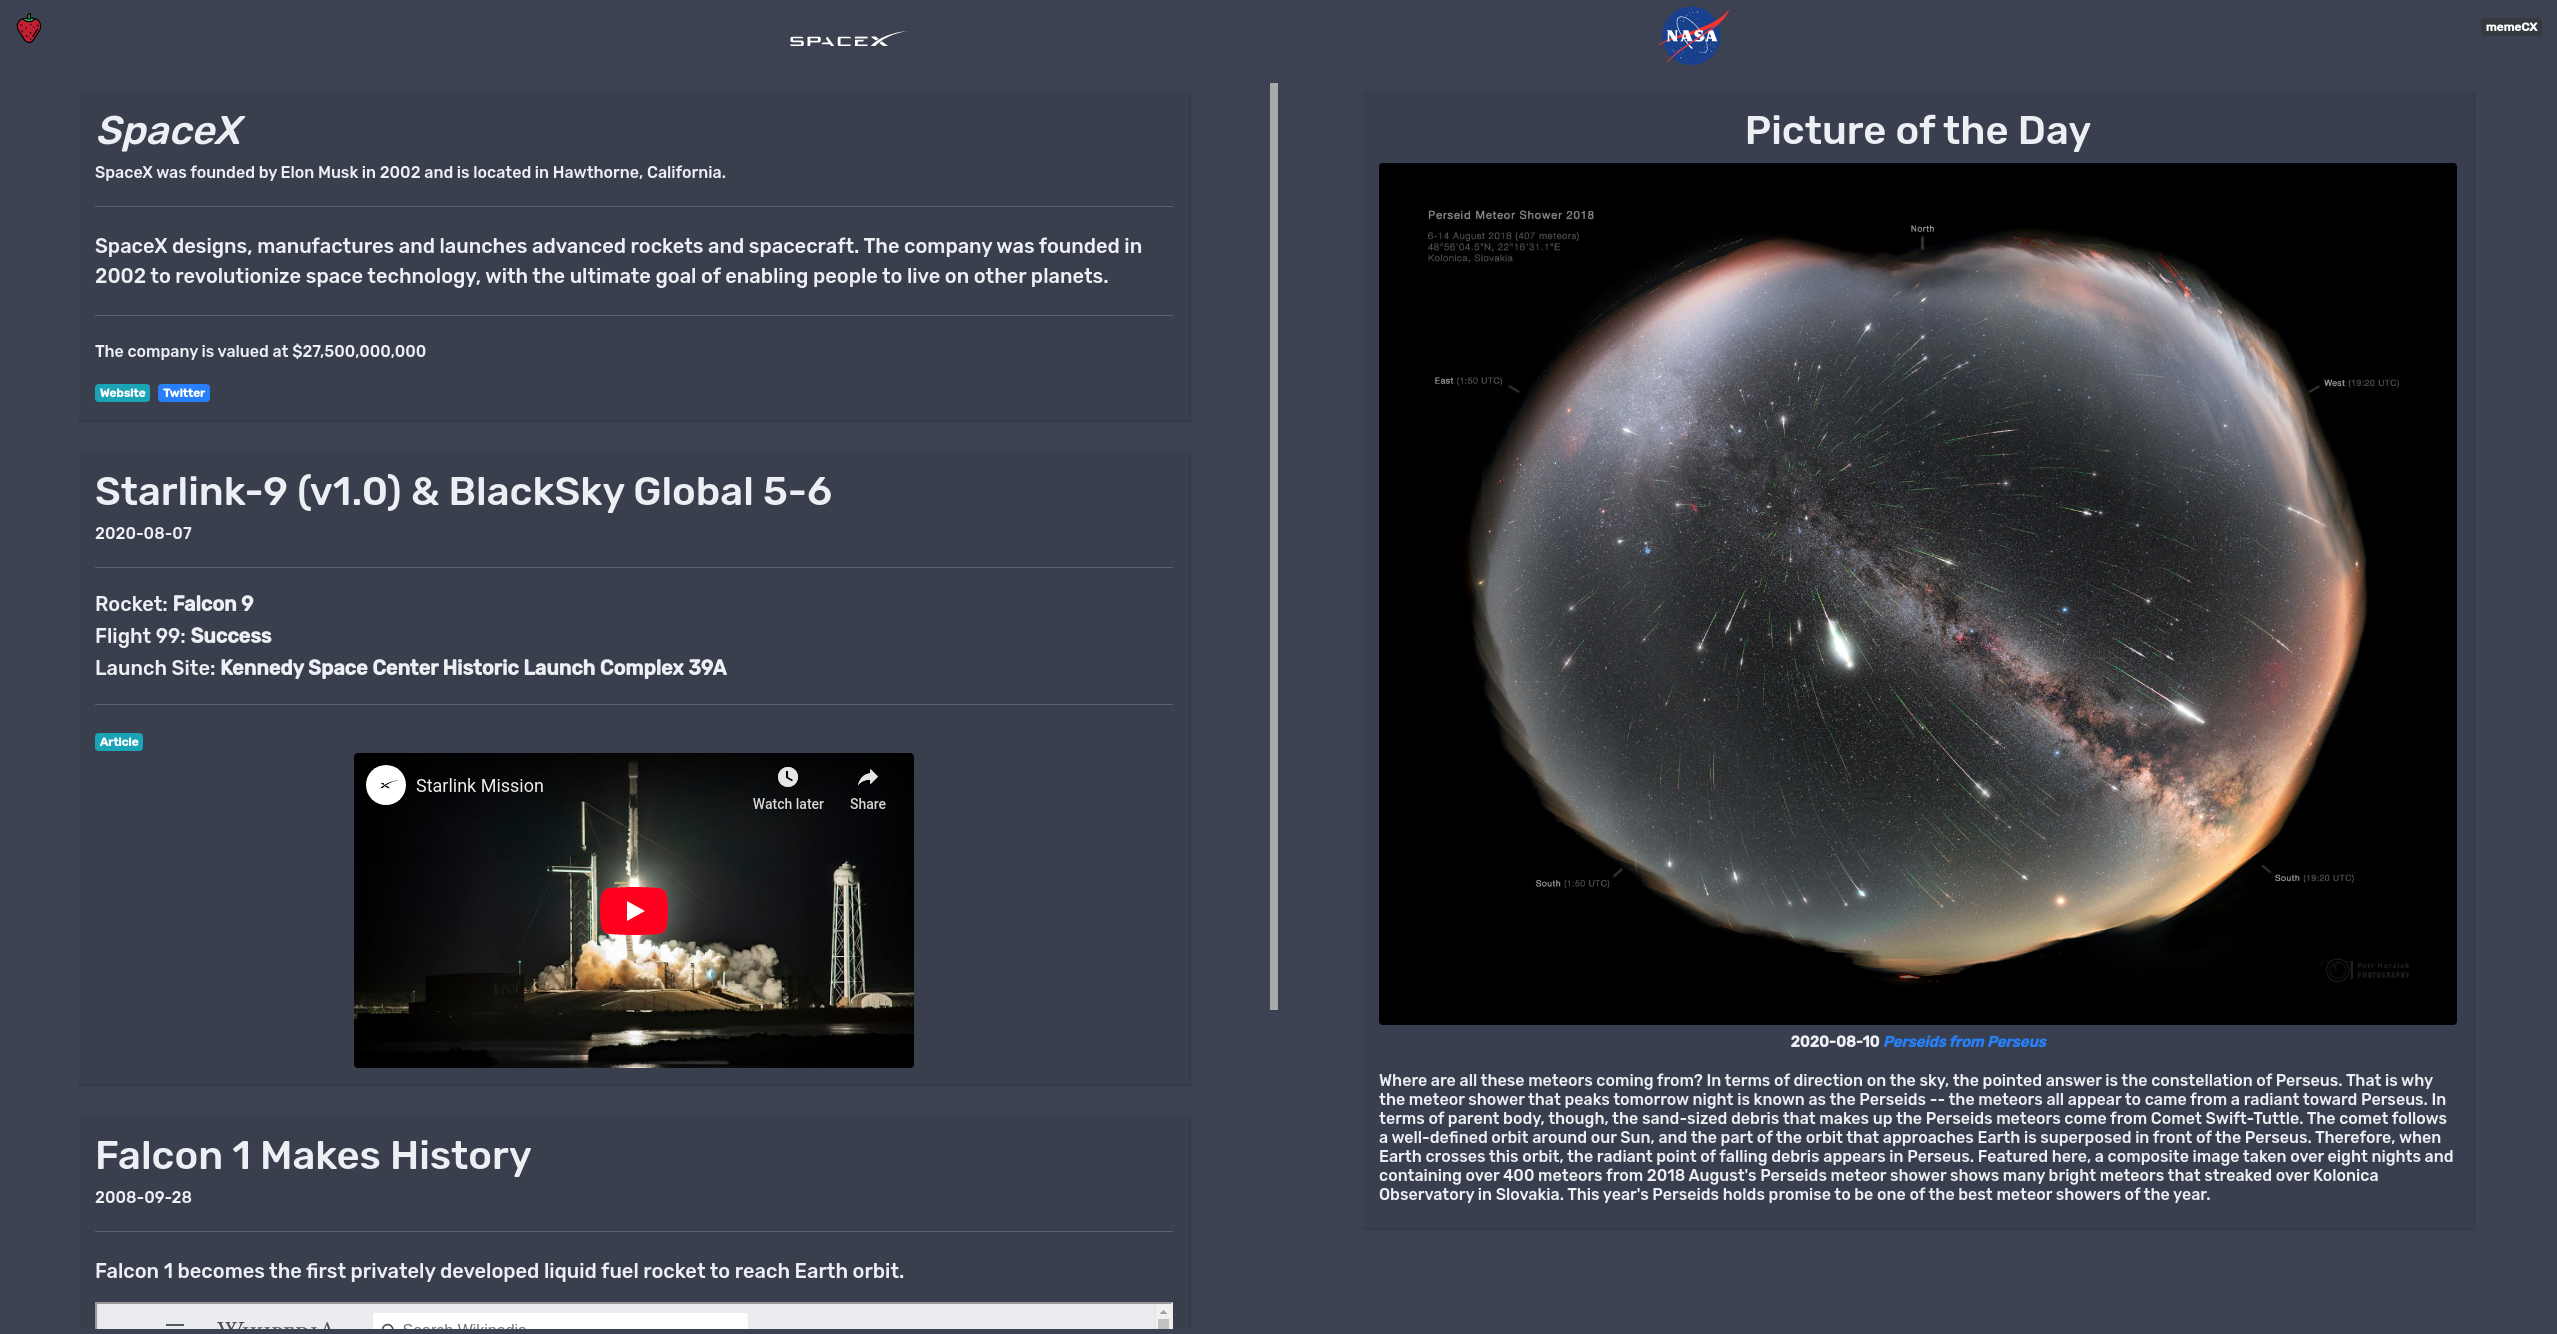 SPACEX
NASA
memeCX
SpaceX
SpaceX was founded by Elon Musk in 2002 and is located in Hawthorne, California.
SpaceX designs, manufactures and launches advanced rockets and spacecraft. The company was founded in
2002 to revolutionize space technology, with the ultimate goal of enabling people to live on other planets.
The company is valued at $27,500,000,000
Website Twitter
Starlink-9 (v1.0) & BlackSky Global 5-6
2020-08-07
Rocket: Falcon 9
Flight 99: Success
Launch Site: Kennedy Space Center Historic Launch Complex 39A
Article
Starlink Mission
Watch later
Share
Falcon 1 Makes History
2008-09-28
Falcon 1 becomes the first privately developed liquid fuel rocket to reach Earth orbit.
WIKIPEDIA
Search Wikipedia
Picture of the Day
Perseid Meteor Shower 2018
6-14 August 2018 (407 meteors)
48°56'04.5"N, 22°16'31.1"E
Kolonica, Slovakia
North
East (1:50 UTC)
West (19:20 UTC)
South (1:50 UTC)
South (19:20 UTC)
Petr Horálek
PHOTOGRAPHY
2020-08-10 Perseids from Perseus
Where are all these meteors coming from? In terms of direction on the sky, the pointed answer is the constellation of Perseus. That is why
the meteor shower that peaks tomorrow night is known as the Perseids -- the meteors all appear to came from a radiant toward Perseus. In
terms of parent body, though, the sand-sized debris that makes up the Perseids meteors come from Comet Swift-Tuttle. The comet follows
a well-defined orbit around our Sun, and the part of the orbit that approaches Earth is superposed in front of the Perseus. Therefore, when
Earth crosses this orbit, the radiant point of falling debris appears in Perseus. Featured here, a composite image taken over eight nights and
containing over 400 meteors from 2018 August's Perseids meteor shower shows many bright meteors that streaked over Kolonica
Observatory in Slovakia. This year's Perseids holds promise to be one of the best meteor showers of the year.